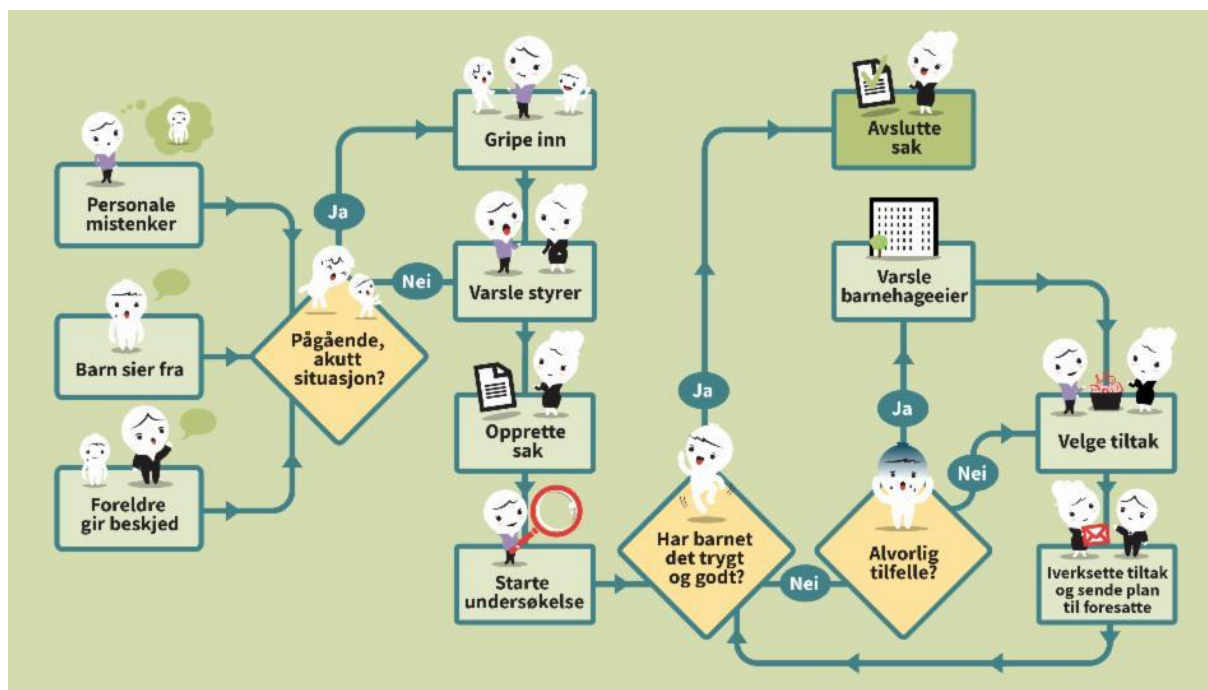 Personale
mistenker
Barn sier fra
Foreldre
gir beskjed
Pågående,
akutt
situasjon?
Ja
Nei
Gripe inn
Varsle styrer
Opprette
sak
Starte
undersøkelse
Har barnet
det trygt
og godt?
Ja
Nei
Avslutte
sak
Alvorlig
tilfelle?
Ja
Nei
Varsle
barnehageeier
Velge tiltak
Iverksette tiltak
og sende plan
til foresatte